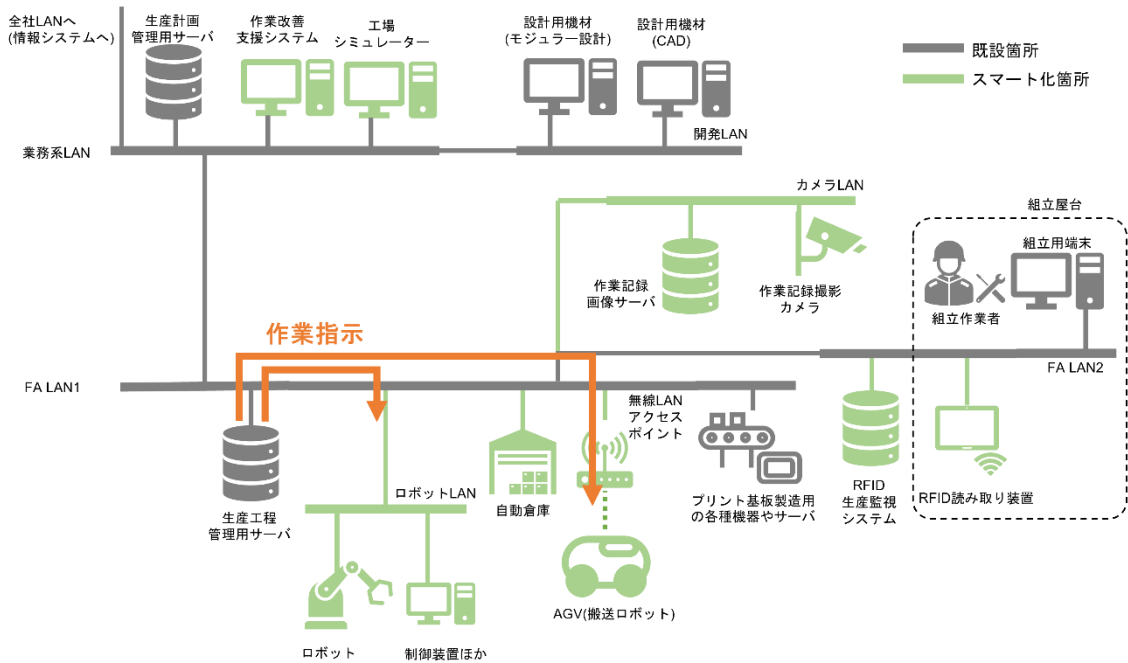 全社LANへ
(情報システムへ)
生産計画
管理用サーバ
作業改善
支援システム
工場
シミュレーター
設計用機材
(モジュラー設計)
設計用機材
(CAD)
既設箇所
スマート化箇所
開発LAN
業務系LAN
カメラLAN
組立屋台
組立用端末
作業記録
画像サーバ
作業記録撮影
カメラ
組立作業者
作業指示
FA LAN2
FA LAN1
無線LAN
アクセス
ポイント
ロボットLAN
自動倉庫
プリント基板製造用
の各種機器やサーバ
RFID
生産監視
システム
RFID読み取り装置
生産工程
管理用サーバ
AGV(搬送ロボット)
ロボット
制御装置ほか